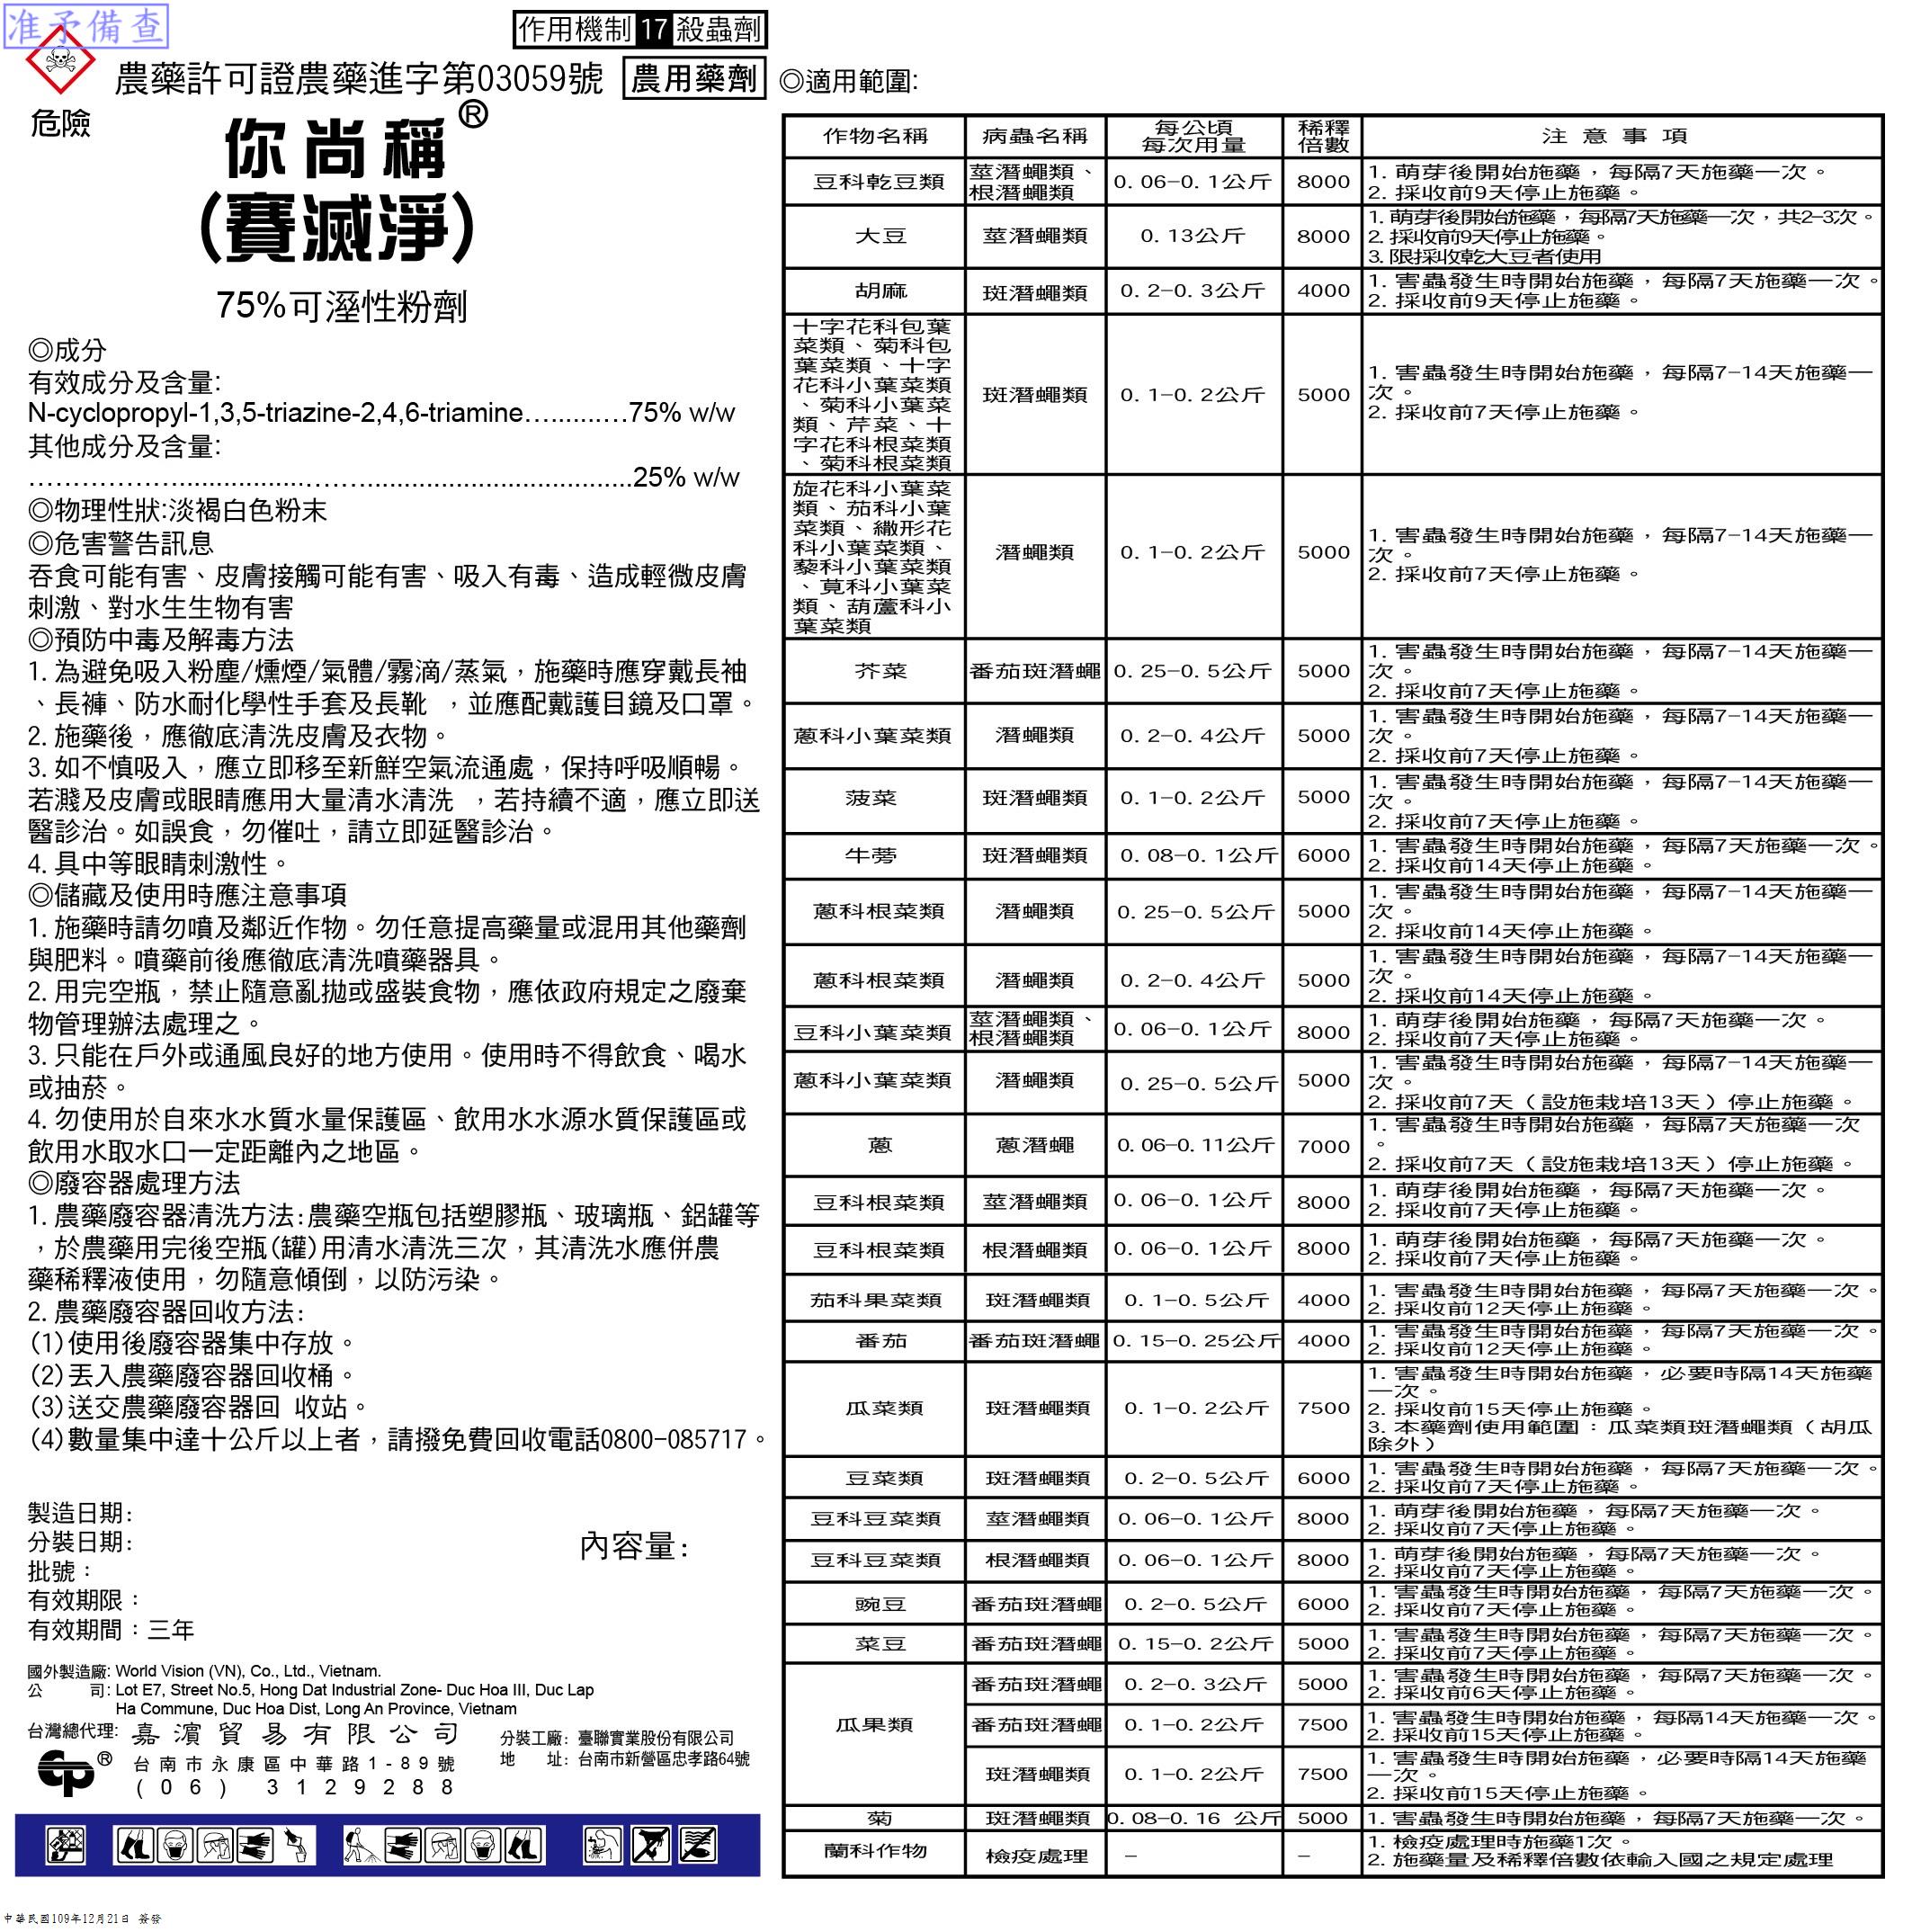 准予備查
作用機制 17 殺蟲劑
農藥許可證農藥進字第03059號 農用藥劑
危險
你尚稱®
(賽滅淨)
75%可溼性粉劑
◎成分
有效成分及含量:
N-cyclopropyl-1,3,5-triazine-2,4,6-triamine............75% w/w
其他成分及含量:
............................................................25% w/w
◎物理性狀:淡褐白色粉末
◎危害警告訊息
吞食可能有害、皮膚接觸可能有害、吸入有毒、造成輕微皮膚
刺激、對水生生物有害
◎預防中毒及解毒方法
1.為避免吸入粉塵/燻煙/氣體/霧滴/蒸氣，施藥時應穿戴長袖
、長褲、防水耐化學性手套及長靴 ，並應配戴護目鏡及口罩。
2.施藥後，應徹底清洗皮膚及衣物。
3.如不慎吸入，應立即移至新鮮空氣流通處，保持呼吸順暢。
若濺及皮膚或眼睛應用大量清水清洗 ，若持續不適，應立即送
醫診治。如誤食，勿催吐，請立即延醫診治。
4.具中等眼睛刺激性。
◎儲藏及使用時應注意事項
1.施藥時請勿噴及鄰近作物。勿任意提高藥量或混用其他藥劑
與肥料。噴藥前後應徹底清洗噴藥器具。
2.用完空瓶，禁止隨意亂拋或盛裝食物，應依政府規定之廢棄
物管理辦法處理之。
3.只能在戶外或通風良好的地方使用。使用時不得飲食、喝水
或抽菸。
4.勿使用於自來水水質水量保護區、飲用水水源水質保護區或
飲用水取水口一定距離內之地區。
◎廢容器處理方法
1.農藥廢容器清洗方法:農藥空瓶包括塑膠瓶、玻璃瓶、鋁罐等
，於農藥用完後空瓶(罐)用清水清洗三次，其清洗水應併農
藥稀釋液使用，勿隨意傾倒，以防污染。
2.農藥廢容器回收方法:
(1)使用後廢容器集中存放。
(2)丟入農藥廢容器回收桶。
(3)送交農藥廢容器回 收站。
(4)數量集中達十公斤以上者，請撥免費回收電話0800-085717。
製造日期:
分裝日期:
內容量:
批號：
有效期限：
有效期間：三年
國外製造廠: World Vision (VN), Co., Ltd., Vietnam.
公 司: Lot E7, Street No.5, Hong Dat Industrial Zone- Duc Hoa III, Duc Lap
Ha Commune, Duc Hoa Dist, Long An Province, Vietnam
台灣總代理: 嘉濱貿易有限公司
CP®
台南市永康區中華路1-89號
(06) 3129288
分裝工廠: 臺聯實業股份有限公司
地 址: 台南市新營區忠孝路64號
◎適用範圍:
作物名稱 病蟲名稱 每公頃 每次用量 稀釋 倍數 注意事項
豆科乾豆類 莖潛蠅類、 根潛蠅類 0.06-0.1公斤 8000 1.萌芽後開始施藥，每隔7天施藥一次。
2.採收前9天停止施藥。
大豆 莖潛蠅類 0.13公斤 8000 1.萌芽後開始施藥，每隔7天施藥一次，共2-3次。
2.採收前9天停止施藥。
3.限採收乾大豆者使用
胡麻 斑潛蠅類 0.2-0.3公斤 4000 1.害蟲發生時開始施藥，每隔7天施藥一次。
2.採收前9天停止施藥。
十字花科包葉
菜類、菊科包
葉菜類、十字
花科小葉菜類
、菊科小葉菜
類、芹菜、十
字花科根菜類
、菊科根菜類
斑潛蠅類 0.1-0.2公斤 5000 1.害蟲發生時開始施藥，每隔7-14天施藥一
次。
2.採收前7天停止施藥。
旋花科小葉菜
類、茄科小葉
菜類、繖形花
科小葉菜類、
藜科小葉菜類
、莧科小葉菜
類、葫蘆科小
葉菜類
潛蠅類 0.1-0.2公斤 5000 1.害蟲發生時開始施藥，每隔7-14天施藥一
次。
2.採收前7天停止施藥。
芥菜 番茄斑潛蠅 0.25-0.5公斤 5000 1.害蟲發生時開始施藥，每隔7-14天施藥一
次。
2.採收前7天停止施藥。
蔥科小葉菜類 潛蠅類 0.2-0.4公斤 5000 1.害蟲發生時開始施藥，每隔7-14天施藥一
次。
2.採收前7天停止施藥。
菠菜 斑潛蠅類 0.1-0.2公斤 5000 1.害蟲發生時開始施藥，每隔7-14天施藥一
次。
2.採收前7天停止施藥。
牛蒡 斑潛蠅類 0.08-0.1公斤 6000 1.害蟲發生時開始施藥，每隔7天施藥一次。
2.採收前14天停止施藥。
蔥科根菜類 潛蠅類 0.25-0.5公斤 5000 1.害蟲發生時開始施藥，每隔7-14天施藥一
次。
2.採收前14天停止施藥。
蔥科根菜類 潛蠅類 0.2-0.4公斤 5000 1.害蟲發生時開始施藥，每隔7-14天施藥一
次。
2.採收前14天停止施藥。
豆科小葉菜類 莖潛蠅類、 根潛蠅類 0.06-0.1公斤 8000 1.萌芽後開始施藥，每隔7天施藥一次。
2.採收前7天停止施藥。
蔥科小葉菜類 潛蠅類 0.25-0.5公斤 5000 1.害蟲發生時開始施藥，每隔7-14天施藥一
次。
2.採收前7天（設施栽培13天）停止施藥。
蔥 蔥潛蠅 0.06-0.11公斤 7000 1.害蟲發生時開始施藥，每隔7天施藥一次
。
2.採收前7天（設施栽培13天）停止施藥。
豆科根菜類 莖潛蠅類 0.06-0.1公斤 8000 1.萌芽後開始施藥，每隔7天施藥一次。
2.採收前7天停止施藥。
豆科根菜類 根潛蠅類 0.06-0.1公斤 8000 1.萌芽後開始施藥，每隔7天施藥一次。
2.採收前7天停止施藥。
茄科果菜類 斑潛蠅類 0.1-0.5公斤 4000 1.害蟲發生時開始施藥，每隔7天施藥一次。
2.採收前12天停止施藥。
番茄 番茄斑潛蠅 0.15-0.25公斤 4000 1.害蟲發生時開始施藥，每隔7天施藥一次。
2.採收前12天停止施藥。
瓜菜類 斑潛蠅類 0.1-0.2公斤 7500 1.害蟲發生時開始施藥，必要時隔14天施藥
一次。
2.採收前15天停止施藥。
3.本藥劑使用範圍：瓜菜類斑潛蠅類（胡瓜
除外）
豆菜類 斑潛蠅類 0.2-0.5公斤 6000 1.害蟲發生時開始施藥，每隔7天施藥一次。
2.採收前7天停止施藥。
豆科豆菜類 莖潛蠅類 0.06-0.1公斤 8000 1.萌芽後開始施藥，每隔7天施藥一次。
2.採收前7天停止施藥。
豆科豆菜類 根潛蠅類 0.06-0.1公斤 8000 1.萌芽後開始施藥，每隔7天施藥一次。
2.採收前7天停止施藥。
豌豆 番茄斑潛蠅 0.2-0.5公斤 6000 1.害蟲發生時開始施藥，每隔7天施藥一次。
2.採收前7天停止施藥。
菜豆 番茄斑潛蠅 0.15-0.2公斤 5000 1.害蟲發生時開始施藥，每隔7天施藥一次。
2.採收前7天停止施藥。
瓜果類 番茄斑潛蠅 0.2-0.3公斤 5000 1.害蟲發生時開始施藥，每隔7天施藥一次。
2.採收前6天停止施藥。
番茄斑潛蠅 0.1-0.2公斤 7500 1.害蟲發生時開始施藥，每隔14天施藥一次。
2.採收前15天停止施藥。
斑潛蠅類 0.1-0.2公斤 7500 1.害蟲發生時開始施藥，必要時隔14天施藥
一次。
2.採收前15天停止施藥。
菊 斑潛蠅類 0.08-0.16 公斤 5000 1.害蟲發生時開始施藥，每隔7天施藥一次。
蘭科作物 檢疫處理 － － 1.檢疫處理時施藥1次。
2.施藥量及稀釋倍數依輸入國之規定處理
中華民國109年12月21日 簽發